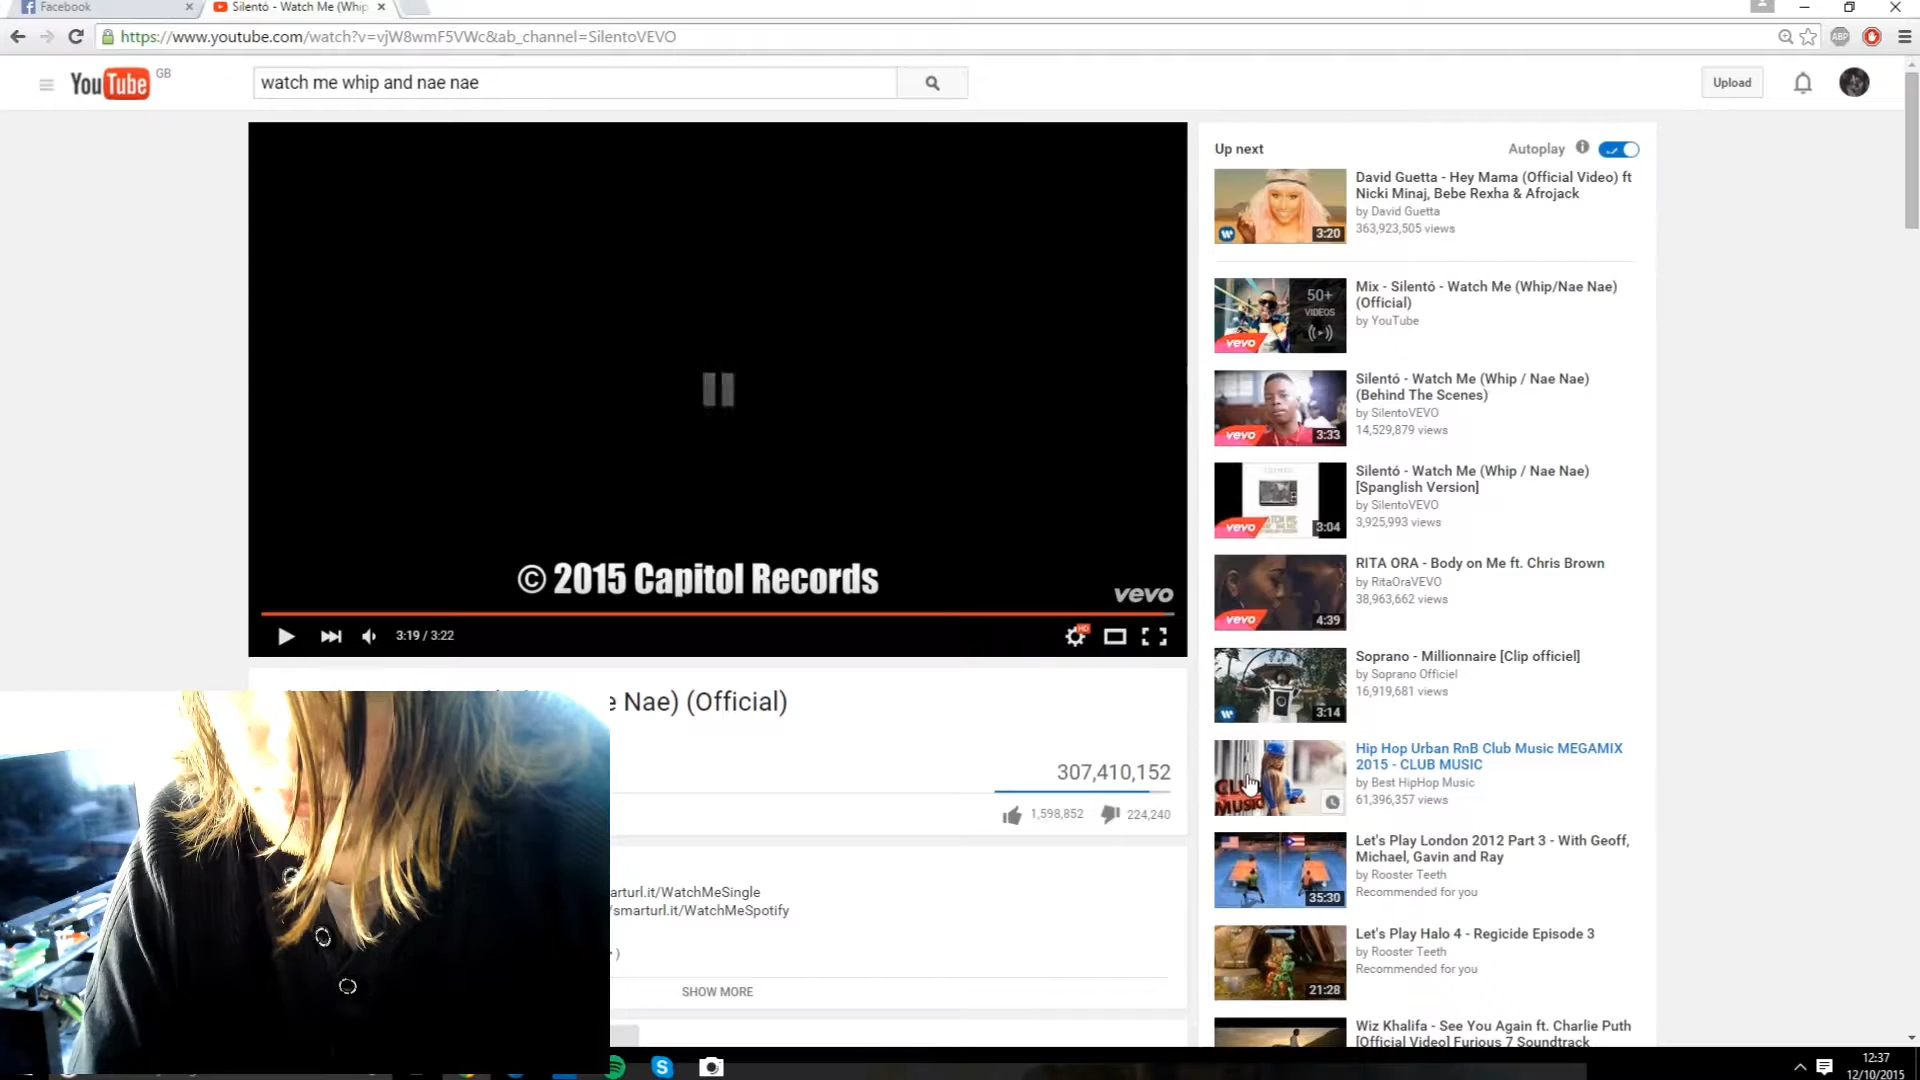 Facebook
Silentó - Watch Me (Whip
https://www.youtube.com/watch?v=vjW8wmF5VWc&ab_channel=SilentoVEVO
ABP
YouTube GB
watch me whip and nae nae
Upload
© 2015 Capitol Records
vevo
3:19 / 3:22
HD
e Nae) (Official)
307,410,152
1,598,852
224,240
arturl.it/WatchMeSingle
/smarturl.it/WatchMeSpotify
SHOW MORE
Up next
Autoplay
David Guetta - Hey Mama (Official Video) ft
Nicki Minaj, Bebe Rexha & Afrojack
by David Guetta
363,923,505 views
3:20
Mix - Silentó - Watch Me (Whip/Nae Nae)
(Official)
by YouTube
50+
VIDEOS
vevo
Silentó - Watch Me (Whip / Nae Nae)
(Behind The Scenes)
by SilentoVEVO
14,529,879 views
vevo
3:33
Silentó - Watch Me (Whip / Nae Nae)
[Spanglish Version]
by SilentoVEVO
3,925,993 views
vevo
3:04
RITA ORA - Body on Me ft. Chris Brown
by RitaOraVEVO
38,963,662 views
vevo
4:39
Soprano - Millionnaire [Clip officiel]
by Soprano Officiel
16,919,681 views
3:14
Hip Hop Urban RnB Club Music MEGAMIX
2015 - CLUB MUSIC
by Best HipHop Music
61,396,357 views
CLUB
MUSIC
Let's Play London 2012 Part 3 - With Geoff,
Michael, Gavin and Ray
by Rooster Teeth
Recommended for you
35:30
Let's Play Halo 4 - Regicide Episode 3
by Rooster Teeth
Recommended for you
21:28
Wiz Khalifa - See You Again ft. Charlie Puth
[Official Video] Furious 7 Soundtrack
12:37
12/10/2015